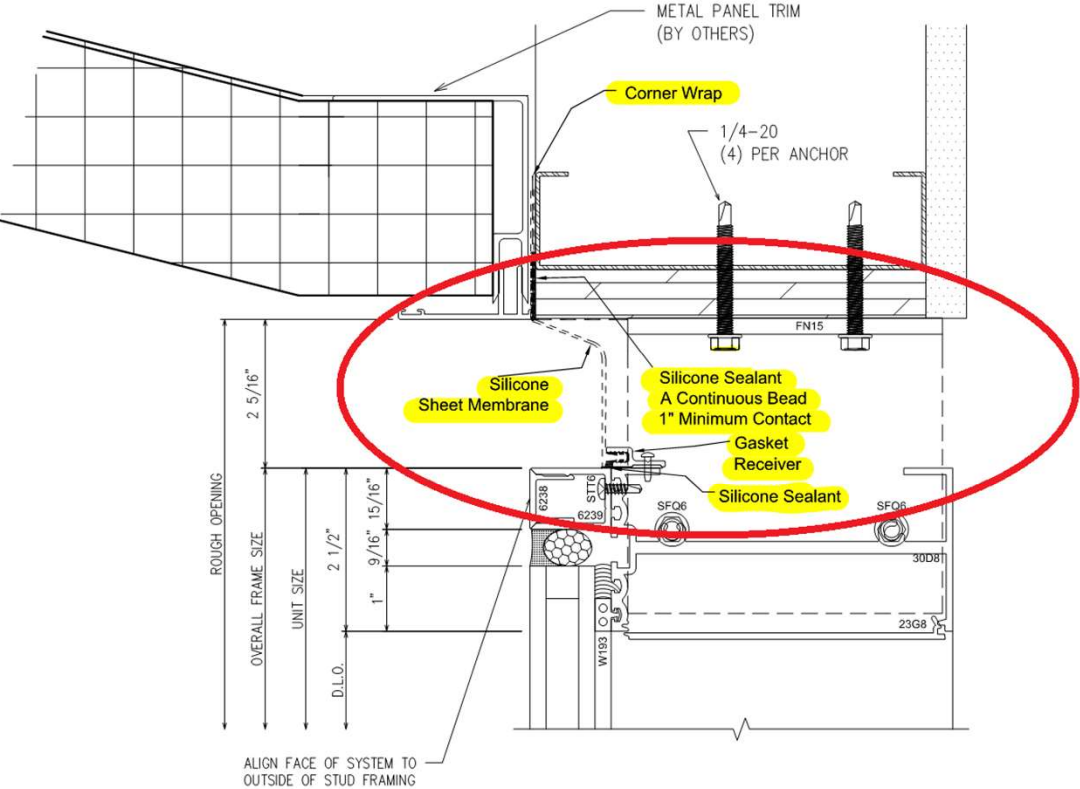 METAL PANEL TRIM
(BY OTHERS)
Corner Wrap
1/4-20
(4) PER ANCHOR
FN15
Silicone
Sheet Membrane
Silicone Sealant
A Continuous Bead
1" Minimum Contact
Gasket
Receiver
Silicone Sealant
2 5/16"
ROUGH OPENING
OVERALL FRAME SIZE
UNIT SIZE
2 1/2"
D.L.O.
15/16"
9/16"
1"
6238
STT6
6239
SFQ6
SFQ6
30D8
23G8
W193
ALIGN FACE OF SYSTEM TO
OUTSIDE OF STUD FRAMING